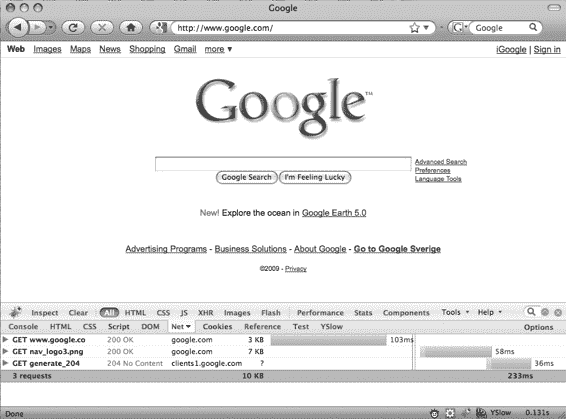 Google
http://www.google.com/
Google
Web Images Maps News Shopping Gmail more ▼ iGoogle | Sign in
Google™
Advanced Search
Preferences
Language Tools
Google Search I'm Feeling Lucky
New! Explore the ocean in Google Earth 5.0
Advertising Programs - Business Solutions - About Google - Go to Google Sverige
©2009 - Privacy
Inspect Clear All HTML CSS JS XHR Images Flash Performance Stats Components Tools ▾ Help ▾
Console HTML CSS Script DOM Net ▾ Cookies Reference Test YSlow Options
GET www.google.co 200 OK google.com 3 KB 103ms
GET nav_logo3.png 200 OK google.com 7 KB 58ms
GET generate_204 204 No Content clients1.google.com ? 36ms
3 requests 10 KB 233ms
Done YSlow 0.131s